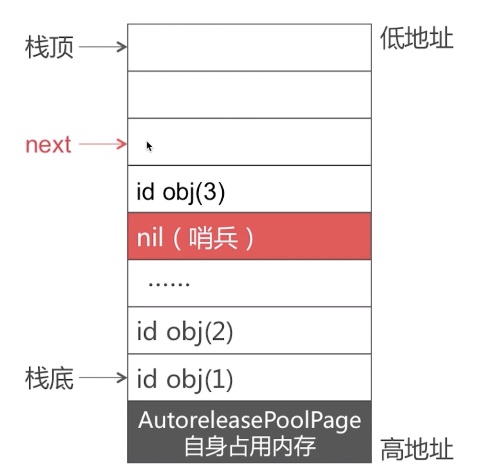 栈顶
低地址
next
id obj(3)
nil（哨兵）
······
id obj(2)
栈底
id obj(1)
AutoreleasePoolPage
自身占用内存
高地址